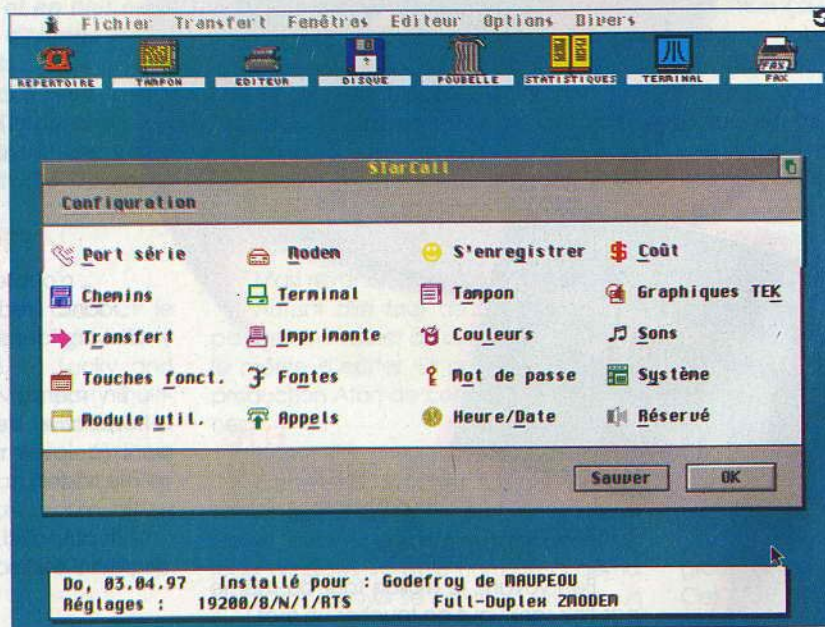 Fichier Transfert Fenêtres Editeur Options Divers
REPERTOIRE TAMPON EDITEUR DISQUE POUBELLE STATISTIQUES TERMINAL FAX
FAX
STarCall
Configuration
Port série Modem S'enregistrer Coût
Chemins Terminal Tampon Graphiques TEK
Transfert Imprimante Couleurs Sons
Touches fonct. Fontes Mot de passe Système
Module util. Appels Heure/Date Réservé
Sauver OK
Do, 03.04.97 Installé pour : Godefroy de MAUPEOU
Réglages : 19200/8/N/1/RTS Full-Duplex ZMODEM